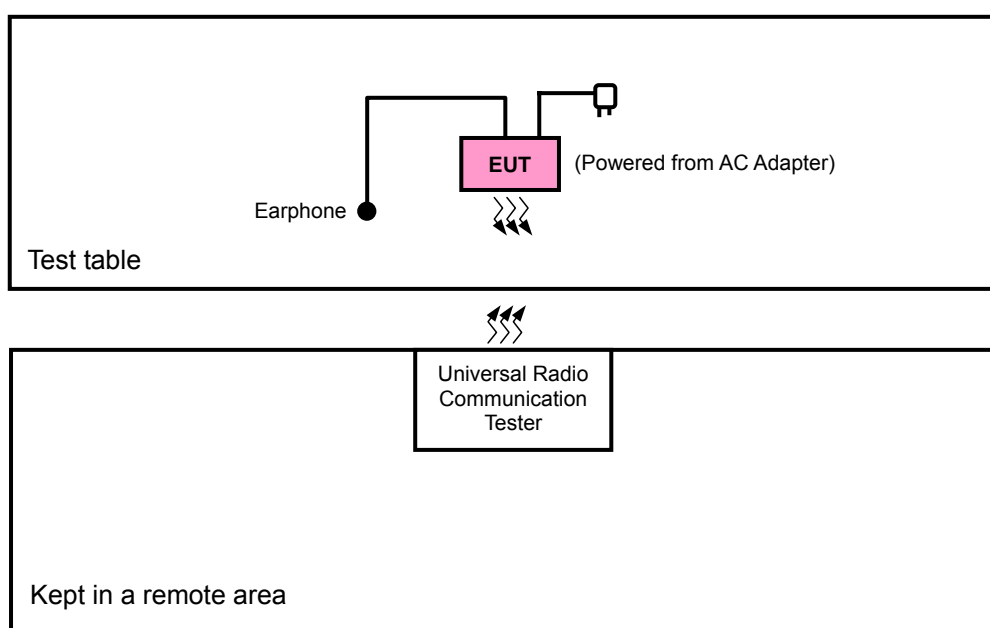 EUT
(Powered from AC Adapter)
Earphone
Test table
Universal Radio
Communication
Tester
Kept in a remote area